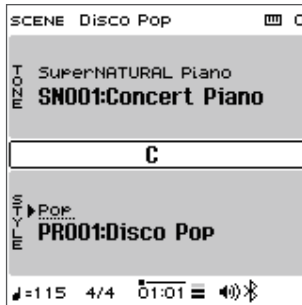 SCENE Disco Pop
TONE
SuperNATURAL Piano
SN001:Concert Piano
C
STYLE
Pop
PR001:Disco Pop
♩=115 4/4 01:01